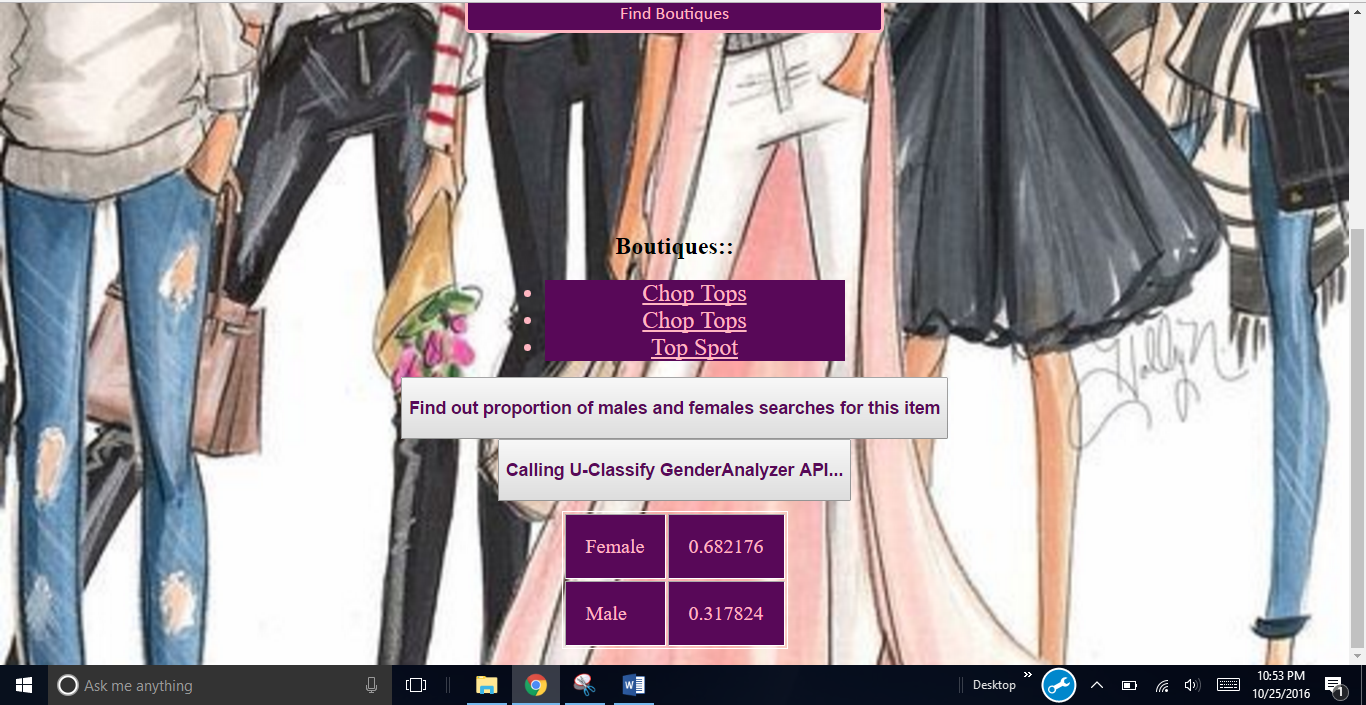 Find Boutiques
Boutiques::
Chop Tops
Chop Tops
Top Spot
Find out proportion of males and females searches for this item
Calling U-Classify GenderAnalyzer API...
Female 0.682176
Male 0.317824
Holly N.
Ask me anything
Desktop
10:53 PM
10/25/2016
1